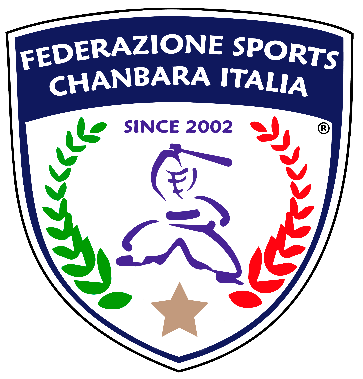 FEDERAZIONE SPORTS
CHANBARA ITALIA
SINCE 2002
®